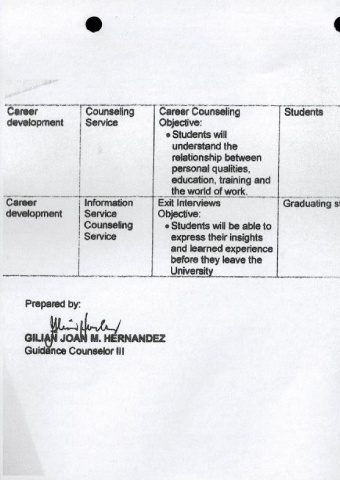 Career Counseling Career Counseling Students
development Service Objective:
• Students will
understand the
relationship between
personal qualities,
education, training and
the world of work.
Career Information Exit Interviews Graduating
development Service Objective:
Counseling • Students will be able to
Service express their insights
and learned experience
before they leave the
University
Prepared by:
GILIAN JOAN M. HERNANDEZ
Guidance Counselor III